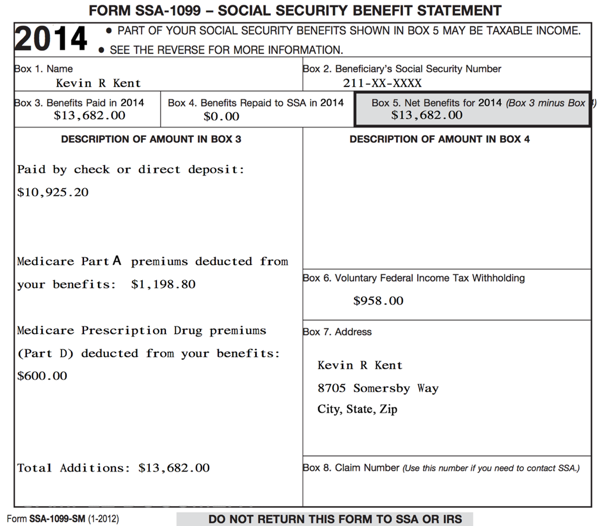 FORM SSA-1099 – SOCIAL SECURITY BENEFIT STATEMENT
2014
• PART OF YOUR SOCIAL SECURITY BENEFITS SHOWN IN BOX 5 MAY BE TAXABLE INCOME.
• SEE THE REVERSE FOR MORE INFORMATION.
Box 1. Name
Kevin R Kent
Box 2. Beneficiary's Social Security Number
211-XX-XXXX
Box 3. Benefits Paid in 2014
$13,682.00
Box 4. Benefits Repaid to SSA in 2014
$0.00
Box 5. Net Benefits for 2014 (Box 3 minus Box 4)
$13,682.00
DESCRIPTION OF AMOUNT IN BOX 3
Paid by check or direct deposit:
$10,925.20
Medicare Part A premiums deducted from
your benefits: $1,198.80
Medicare Prescription Drug premiums
(Part D) deducted from your benefits:
$600.00
Total Additions: $13,682.00
DESCRIPTION OF AMOUNT IN BOX 4
Box 6. Voluntary Federal Income Tax Withholding
$958.00
Box 7. Address
Kevin R Kent
8705 Somersby Way
City, State, Zip
Box 8. Claim Number (Use this number if you need to contact SSA.)
Form SSA-1099-SM (1-2012)
DO NOT RETURN THIS FORM TO SSA OR IRS